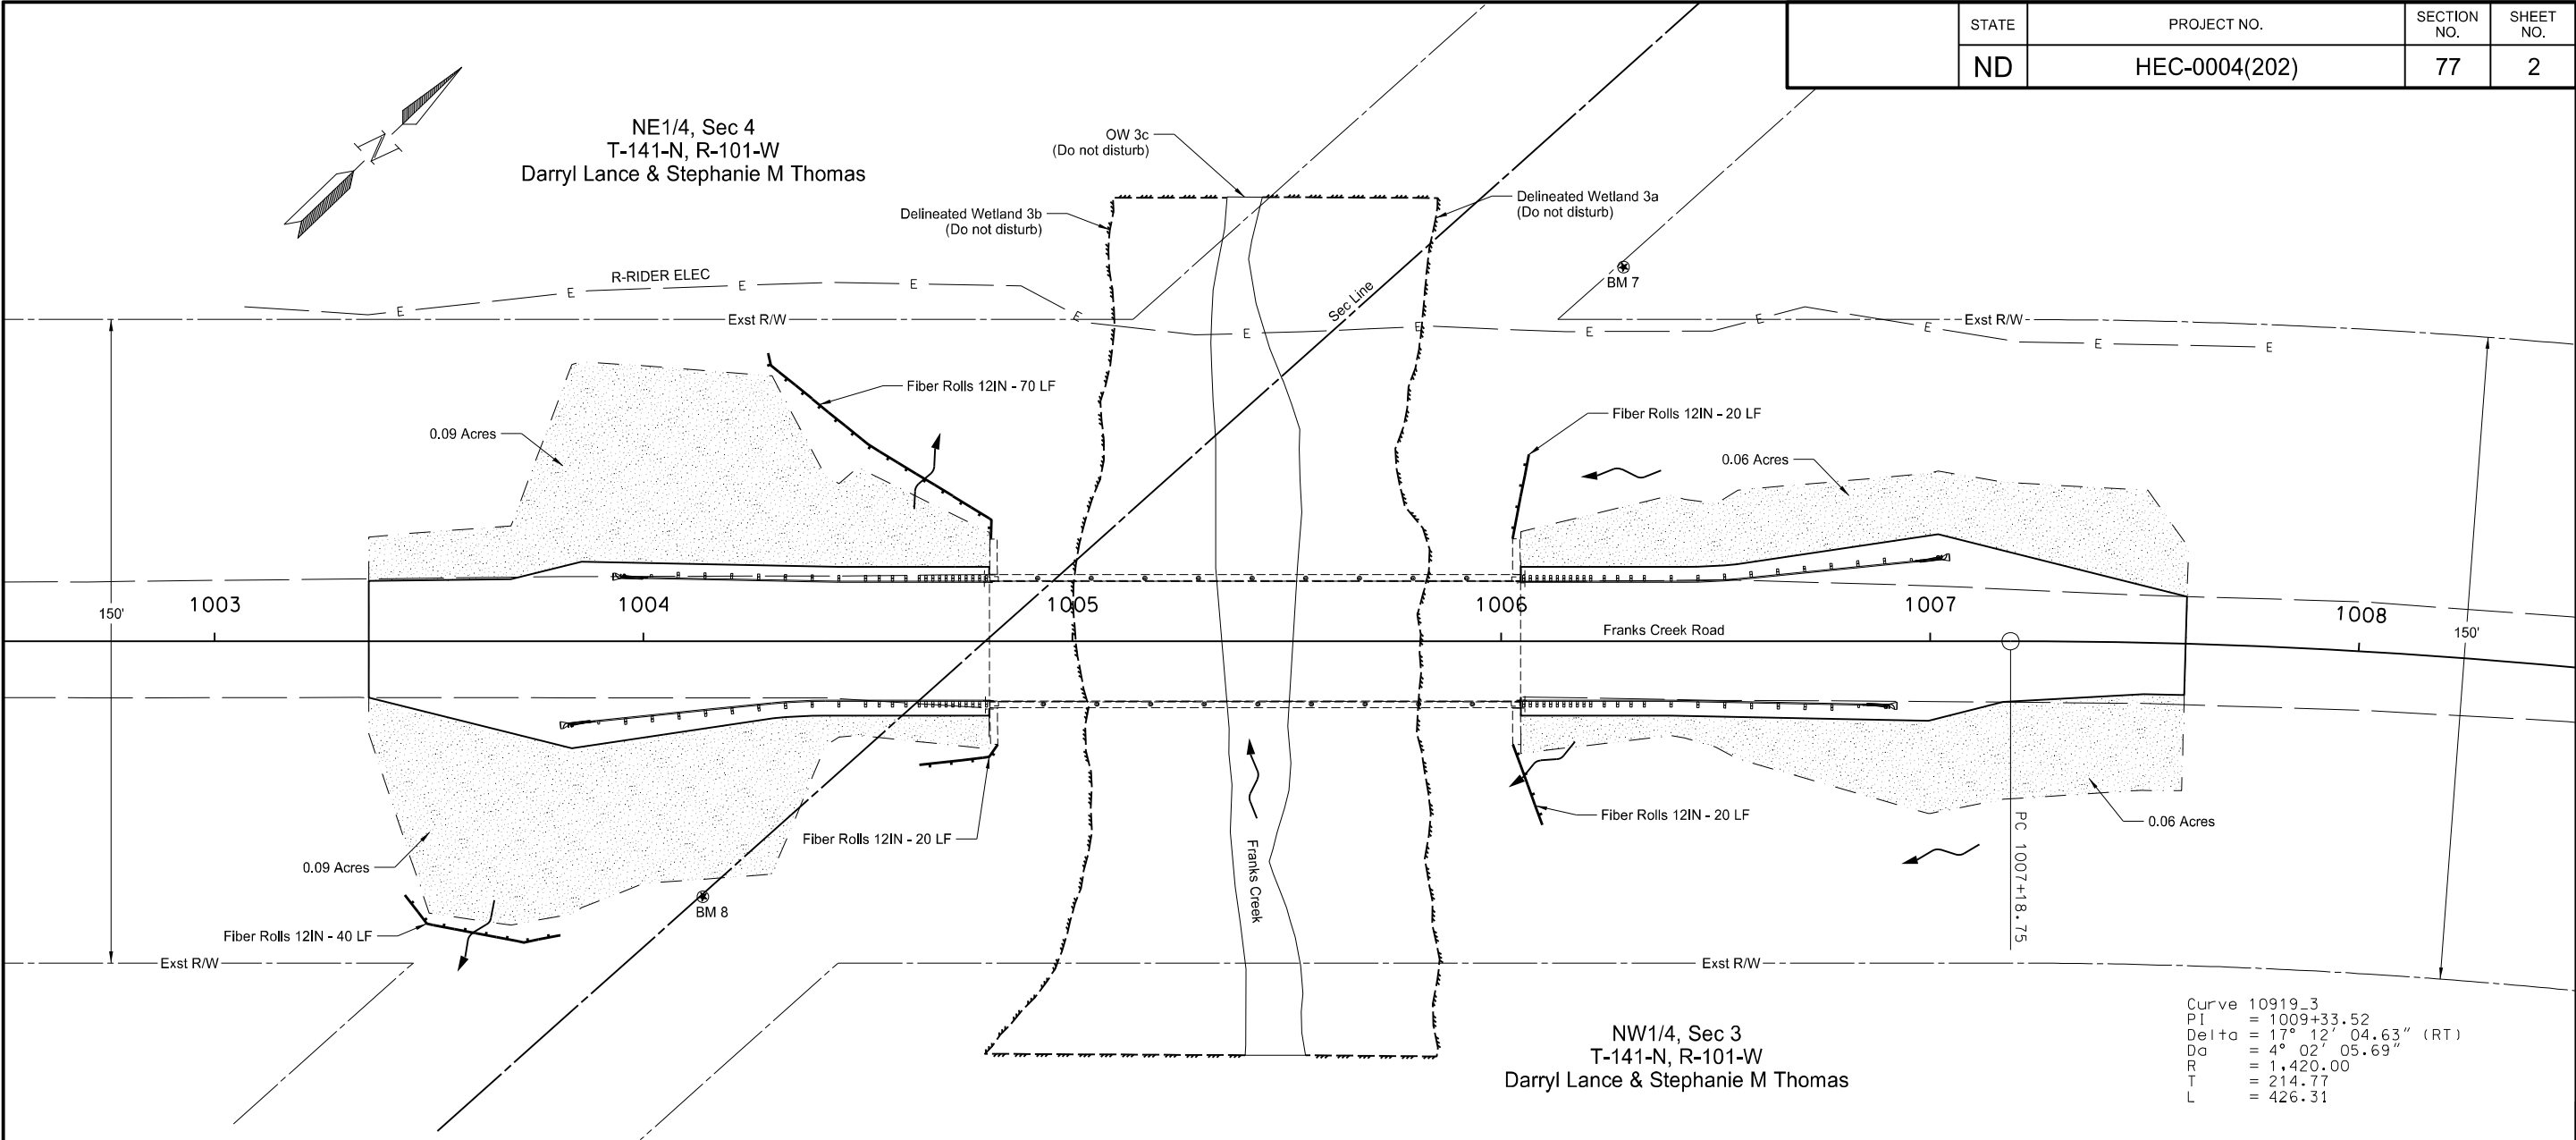 STATE
PROJECT NO.
SECTION NO.
SHEET NO.
ND
HEC-0004(202)
77
2
N
NE1/4, Sec 4
T-141-N, R-101-W
Darryl Lance & Stephanie M Thomas
OW 3c
(Do not disturb)
Delineated Wetland 3b
(Do not disturb)
Delineated Wetland 3a
(Do not disturb)
R-RIDER ELEC
E E E E E E E E E E E E E
BM 7
Sec Line
Exst R/W
Exst R/W
Fiber Rolls 12IN - 70 LF
Fiber Rolls 12IN - 20 LF
0.09 Acres
0.06 Acres
150'
1003
1004
1005
1006
1007
1008
150'
Franks Creek Road
Fiber Rolls 12IN - 20 LF
Fiber Rolls 12IN - 20 LF
0.06 Acres
PC 1007+18.75
0.09 Acres
Franks Creek
BM 8
Fiber Rolls 12IN - 40 LF
Exst R/W
Exst R/W
NW1/4, Sec 3
T-141-N, R-101-W
Darryl Lance & Stephanie M Thomas
Curve 10919_3
PI = 1009+33.52
Delta = 17° 12' 04.63" (RT)
Da = 4° 02' 05.69"
R = 1,420.00
T = 214.77
L = 426.31